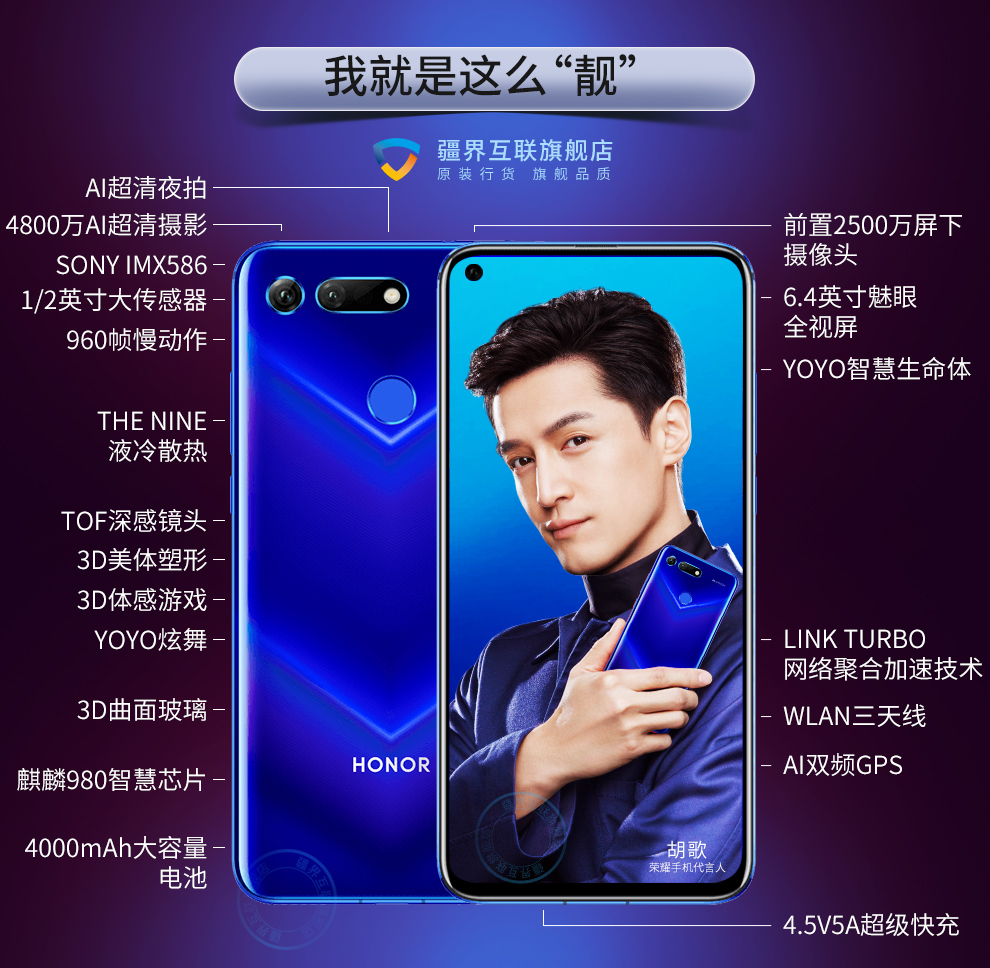 我就是这么“靓”
疆界互联旗舰店
原装行货 旗舰品质
AI超清夜拍
4800万AI超清摄影
SONY IMX586
1/2英寸大传感器
960帧慢动作
THE NINE
液冷散热
TOF深感镜头
3D美体塑形
3D体感游戏
YOYO炫舞
3D曲面玻璃
麒麟980智慧芯片
4000mAh大容量
电池
前置2500万屏下
摄像头
6.4英寸魅眼
全视屏
YOYO智慧生命体
LINK TURBO
网络聚合加速技术
WLAN三天线
AI双频GPS
4.5V5A超级快充
HONOR
胡歌
荣耀手机代言人